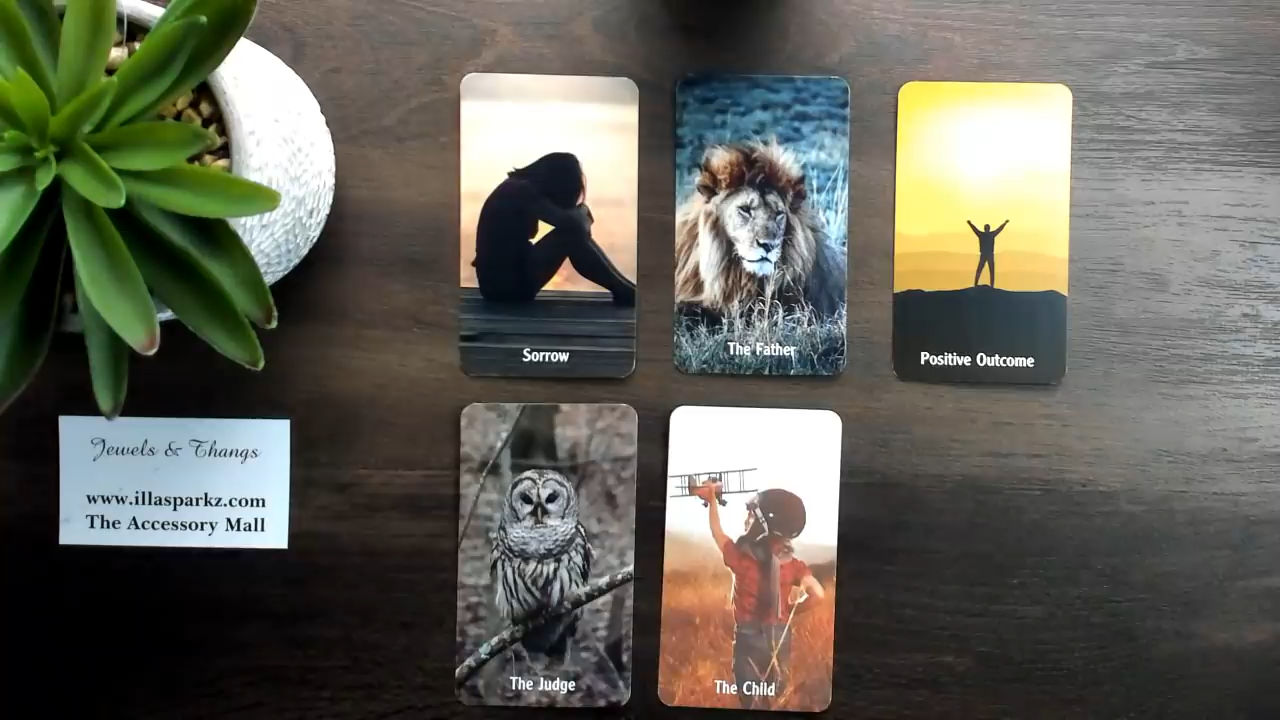 Sorrow
The Father
Positive Outcome
Jewels & Thangs
www.illasparkz.com
The Accessory Mall
The Judge
The Child